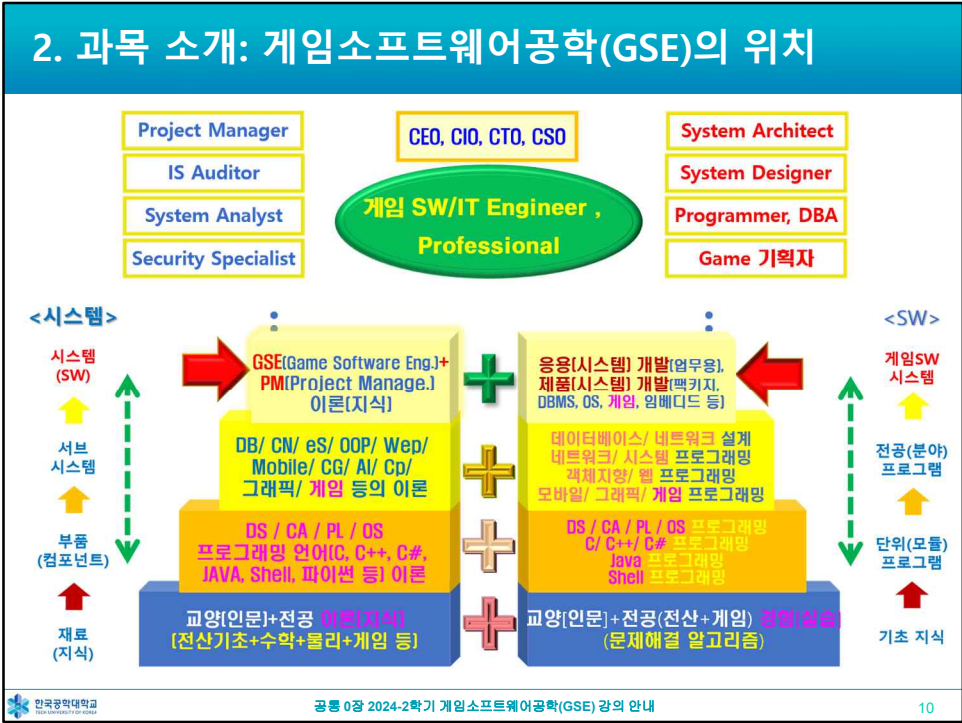 2. 과목 소개: 게임소프트웨어공학(GSE)의 위치
Project Manager
IS Auditor
System Analyst
Security Specialist
CEO, CIO, CTO, CSO
게임 SW/IT Engineer ,
Professional
System Architect
System Designer
Programmer, DBA
Game 기획자
<시스템>
시스템
(SW)
서브
시스템
부품
(컴포넌트)
재료
(지식)
GSE(Game Software Eng.)+
PM(Project Manage.)
이론(지식)
DB/ CN/ eS/ OOP/ Wep/
Mobile/ CG/ AI/ Cp/
그래픽/ 게임 등의 이론
DS / CA / PL / OS
프로그래밍 언어(C, C++, C#,
JAVA, Shell, 파이썬 등) 이론
교양(인문)+전공 이론(지식)
(전산기초+수학+물리+게임 등)
응용(시스템) 개발(업무용),
제품(시스템) 개발(팩키지,
DBMS, OS, 게임, 임베디드 등)
데이터베이스/ 네트워크 설계
네트워크/ 시스템 프로그래밍
객체지향/ 웹 프로그래밍
모바일/ 그래픽/ 게임 프로그래밍
DS / CA / PL / OS 프로그래밍
C/ C++/ C# 프로그래밍
Java 프로그래밍
Shell 프로그래밍
교양[인문]+전공(전산+게임) 경험(실습)
(문제해결 알고리즘)
<SW>
게임SW
시스템
전공(분야)
프로그램
단위(모듈)
프로그램
기초 지식
한국공학대학교
TECH UNIVERSITY OF KOREA
공통 0장 2024-2학기 게임소프트웨어공학(GSE) 강의 안내
10